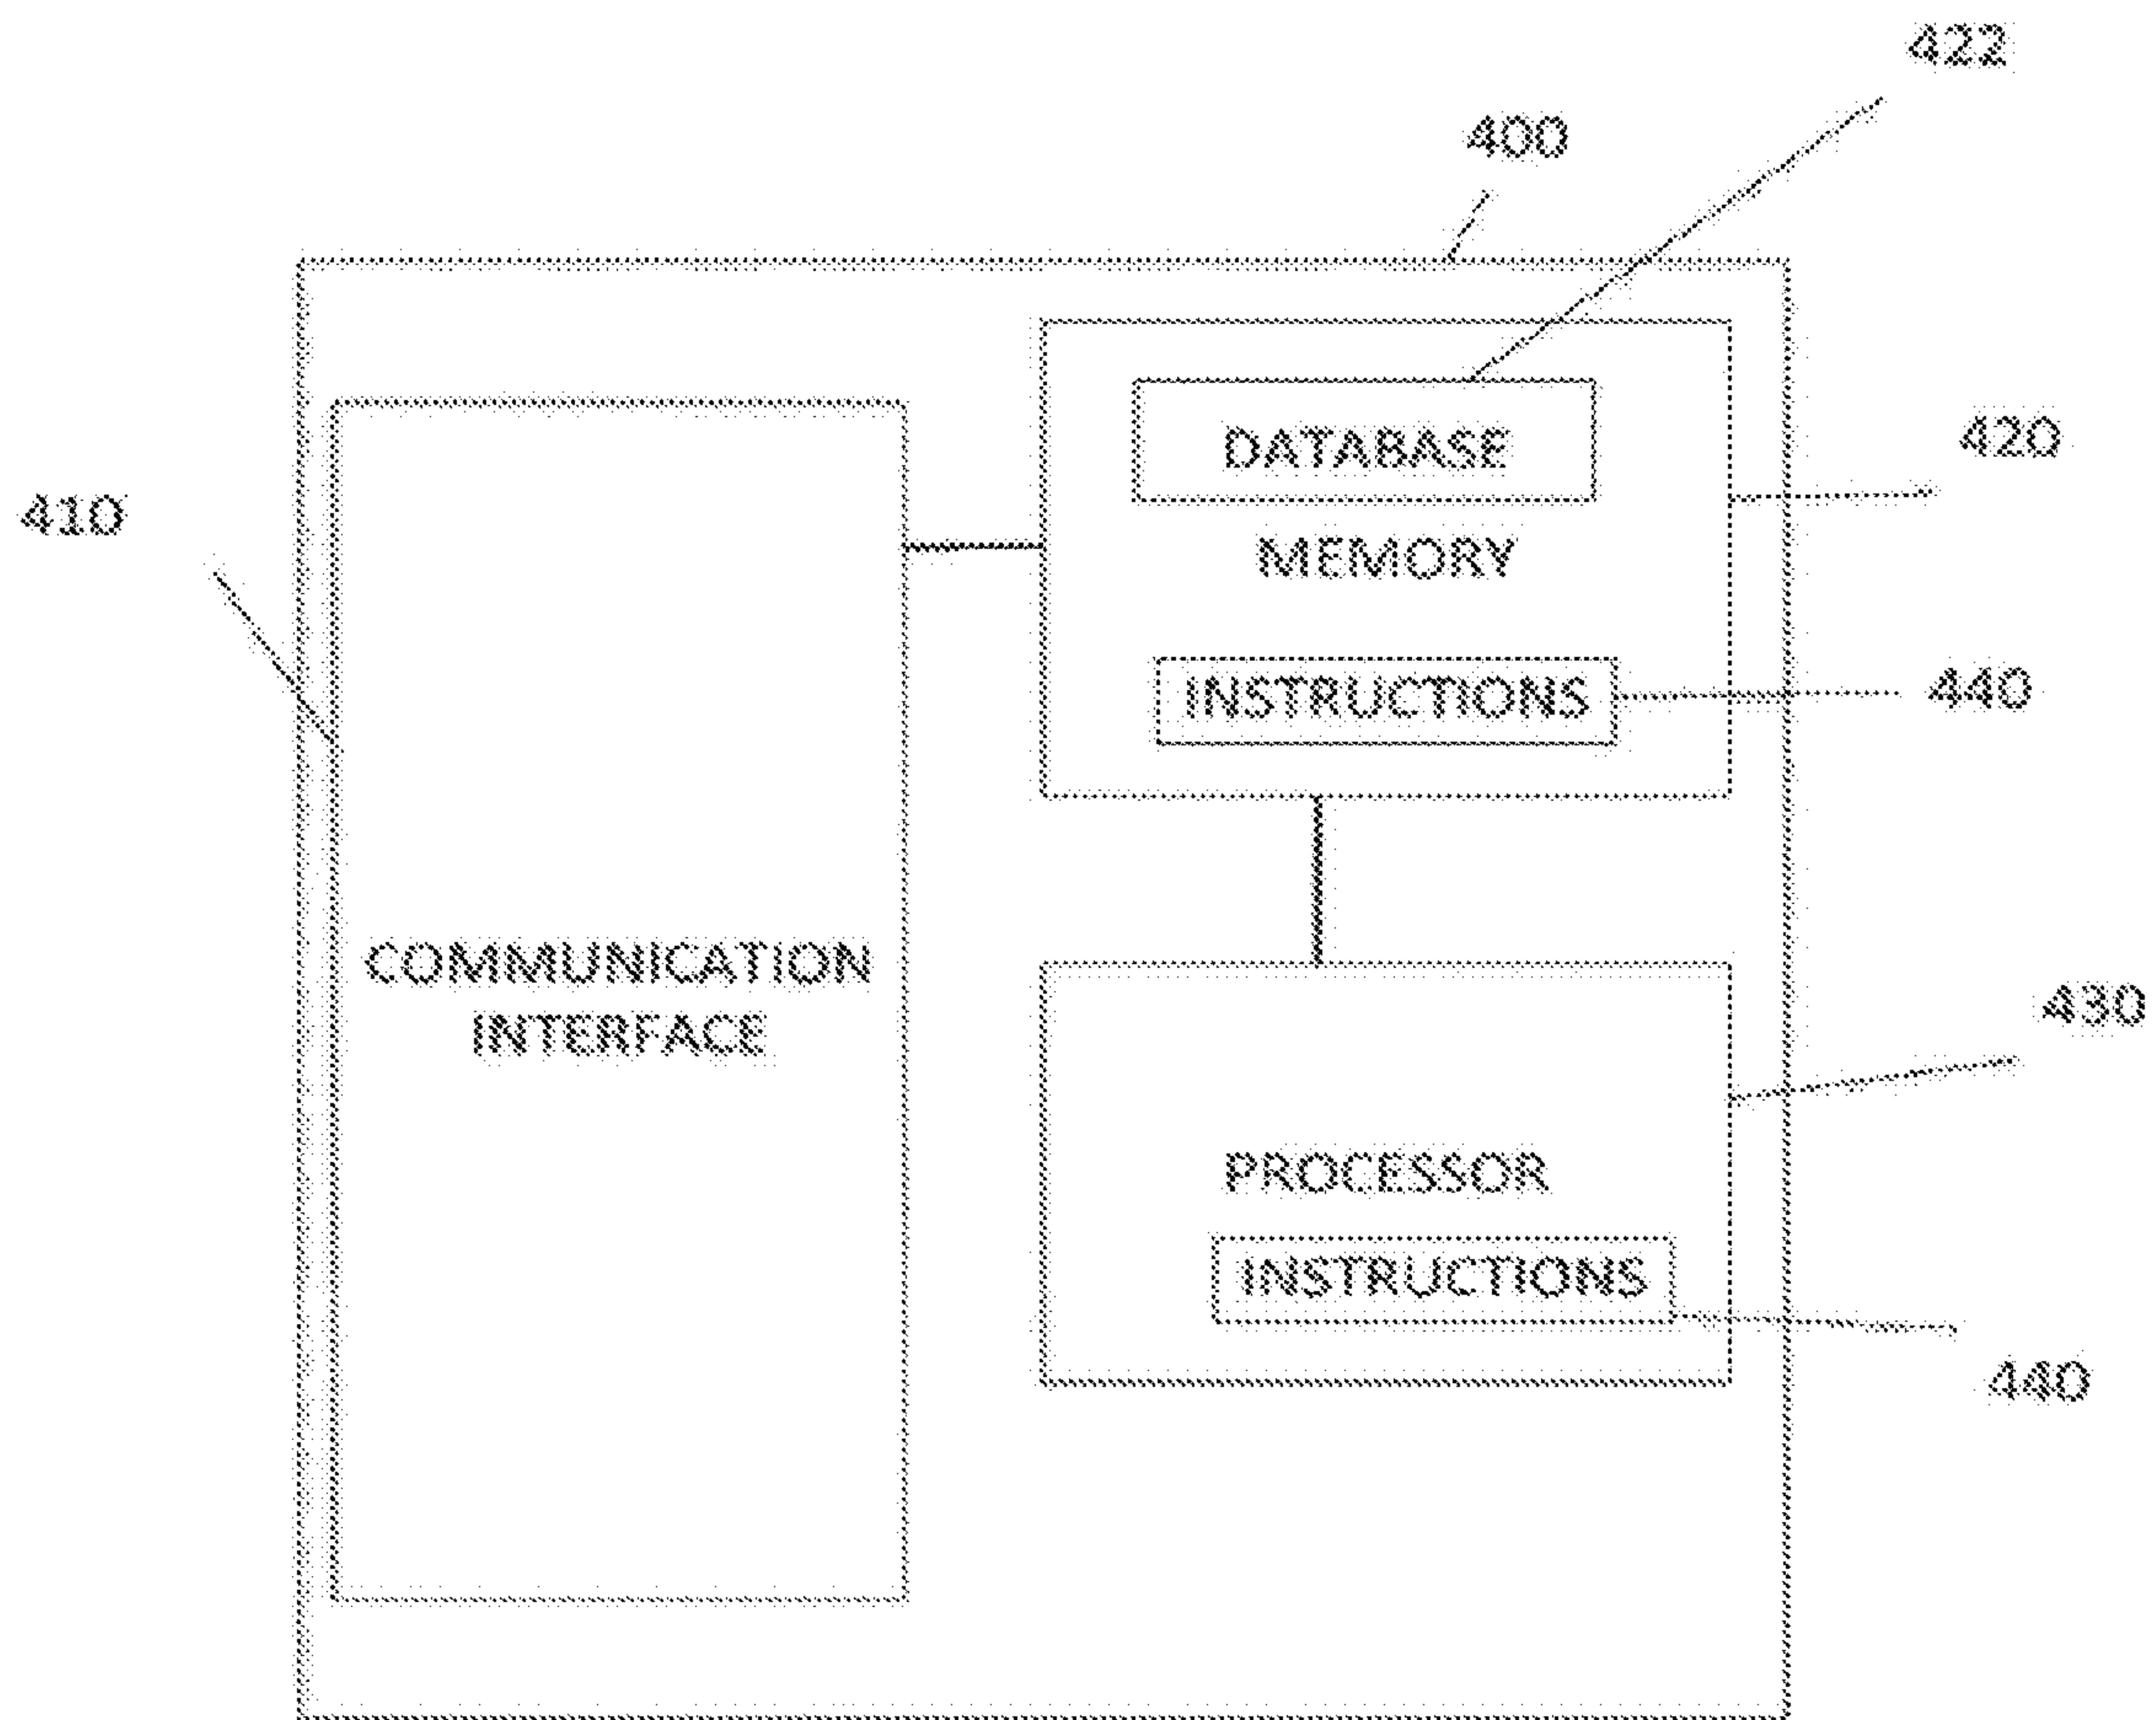 422
400
DATABASE
420
410
MEMORY
INSTRUCTIONS
440
COMMUNICATION
INTERFACE
430
PROCESSOR
INSTRUCTIONS
440